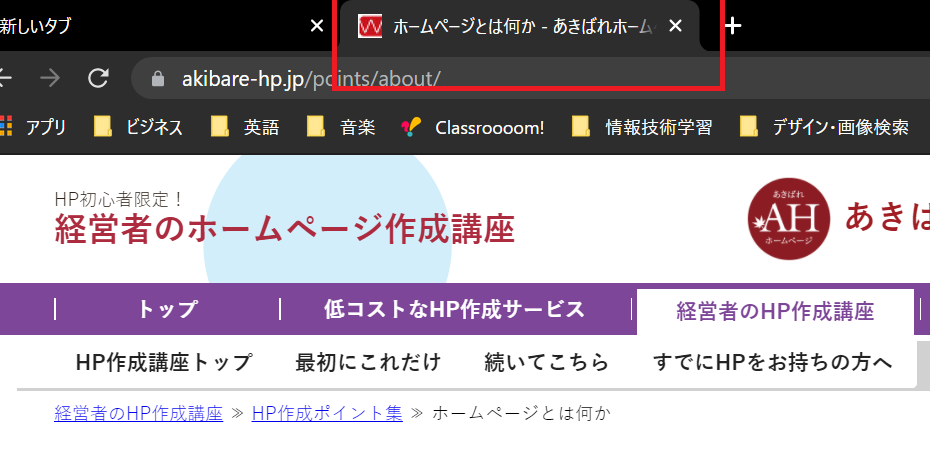 新しいタブ
ホームページとは何か - あきばれホーム
akibare-hp.jp/points/about/
アプリ ビジネス 英語 音楽 Classroooom! 情報技術学習 デザイン・画像検索
HP初心者限定！
経営者のホームページ作成講座
あきばれ
AH
ホームページ
あきは
トップ 低コストなHP作成サービス 経営者のHP作成講座
HP作成講座トップ 最初にこれだけ 続いてこちら すでにHPをお持ちの方へ
経営者のHP作成講座 ≫ HP作成ポイント集 ≫ ホームページとは何か